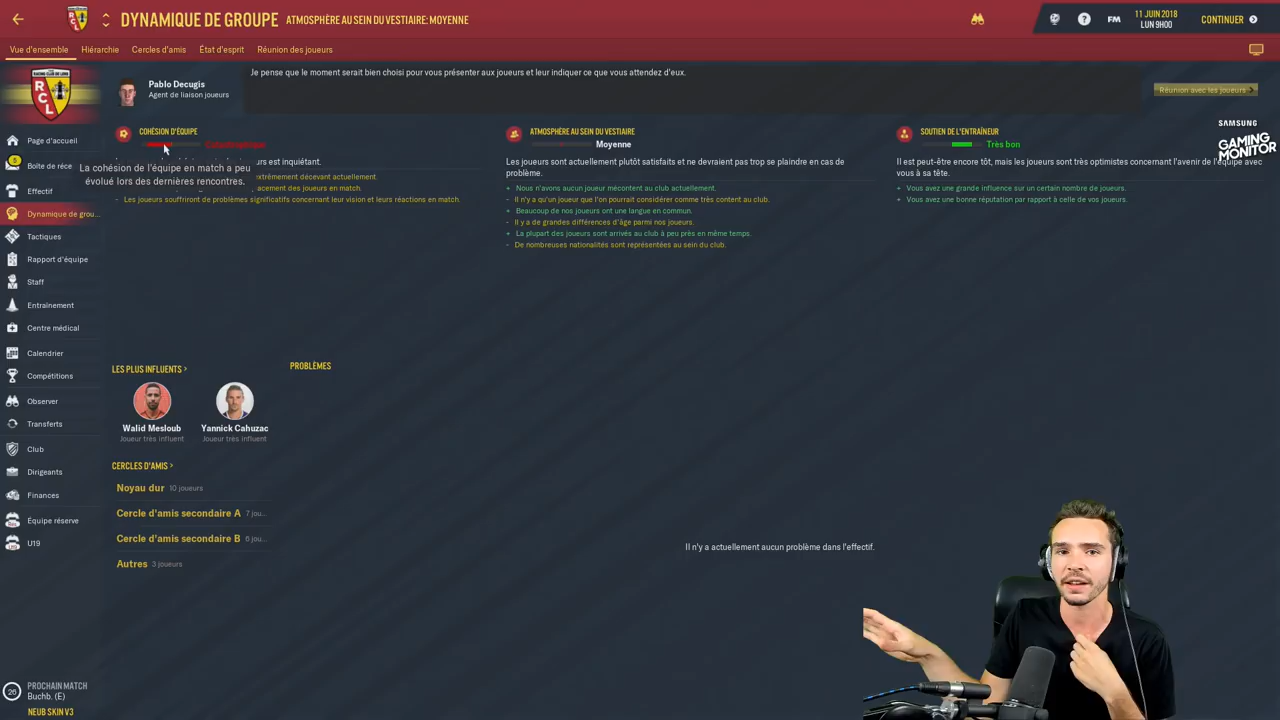 DYNAMIQUE DE GROUPE
ATMOSPHÈRE AU SEIN DU VESTIAIRE: MOYENNE
FM
11 JUIN 2018
LUN 9H00
CONTINUER
Vue d'ensemble
Hiérarchie
Cercles d'amis
État d'esprit
Réunion des joueurs
RCL
Pablo Decugis
Agent de liaison joueurs
Je pense que le moment serait bien choisi pour vous présenter aux joueurs et leur indiquer ce que vous attendez d'eux.
Réunion avec les joueurs >
SAMSUNG
GAMING
MONITOR
Page d'accueil
5
Boîte de réce
Effectif
Dynamique de grou...
Tactiques
Rapport d'équipe
Staff
Entraînement
Centre médical
Calendrier
Compétitions
Observer
Transferts
Club
Dirigeants
Finances
Équipe réserve
U19
COHÉSION D'ÉQUIPE
Catastrophique
La cohésion de l'équipe en match a peu
évolué lors des dernières rencontres.
urs est inquiétant.
extrêmement décevant actuellement.
acement des joueurs en match.
- Les joueurs souffriront de problèmes significatifs concernant leur vision et leurs réactions en match.
ATMOSPHÈRE AU SEIN DU VESTIAIRE
Moyenne
Les joueurs sont actuellement plutôt satisfaits et ne devraient pas trop se plaindre en cas de
problème.
+ Nous n'avons aucun joueur mécontent au club actuellement.
- Il n'y a qu'un joueur que l'on pourrait considérer comme très content au club.
+ Beaucoup de nos joueurs ont une langue en commun.
- Il y a de grandes différences d'âge parmi nos joueurs.
+ La plupart des joueurs sont arrivés au club à peu près en même temps.
- De nombreuses nationalités sont représentées au sein du club.
SOUTIEN DE L'ENTRAÎNEUR
Très bon
Il est peut-être encore tôt, mais les joueurs sont très optimistes concernant l'avenir de l'équipe avec
vous à sa tête.
+ Vous avez une grande influence sur un certain nombre de joueurs.
+ Vous avez une bonne réputation par rapport à celle de vos joueurs.
LES PLUS INFLUENTS >
Walid Mesloub
Joueur très influent
Yannick Cahuzac
Joueur très influent
PROBLÈMES
Il n'y a actuellement aucun problème dans l'effectif.
CERCLES D'AMIS >
Noyau dur 10 joueurs
Cercle d'amis secondaire A 7 jou...
Cercle d'amis secondaire B 6 jou...
Autres 3 joueurs
26
PROCHAIN MATCH
Buchb. (E)
NEUB SKIN V3